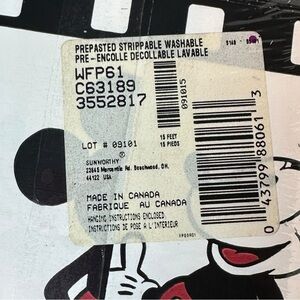 PREPASTED STRIPPABLE WASHABLE
PRE-ENCOLLE DECOLLABLE LAVABLE
WFP61
C63189
3552817
091015
LOT # 09101
15 FEET
15 PIEDS
SUNWORTHY®
23645 Mercantile Rd. Beachwood, OH.
44122 USA
MADE IN CANADA
FABRIQUE AU CANADA
HANGING INSTRUCTIONS ENCLOSED
INSTRUCTIONS DE POSE A L'INTERIEUR
0 43799 88061 3